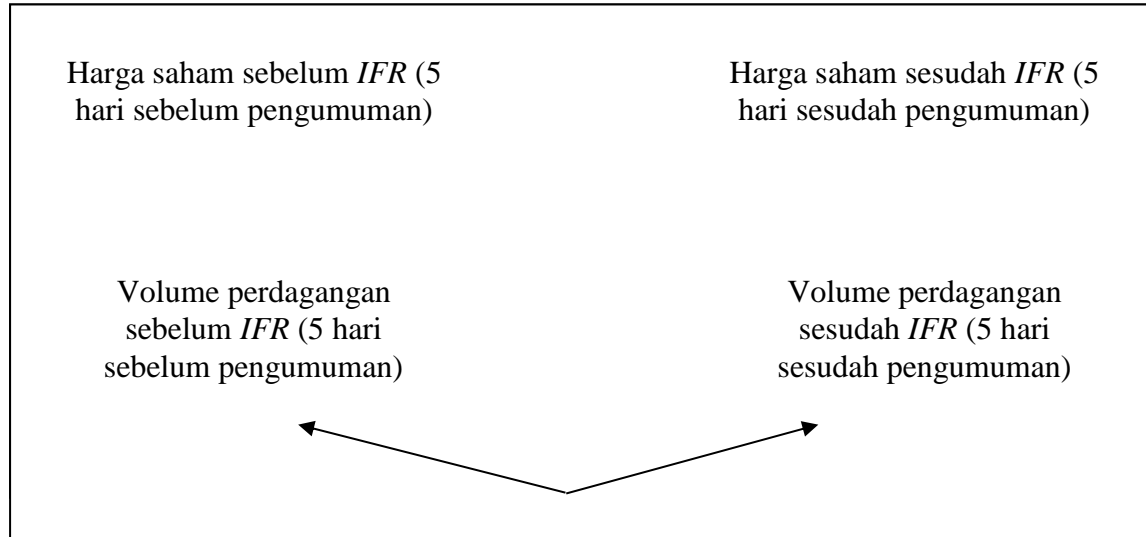 Harga saham sebelum IFR (5
hari sebelum pengumuman)
Harga saham sesudah IFR (5
hari sesudah pengumuman)
Volume perdagangan
sebelum IFR (5 hari
sebelum pengumuman)
Volume perdagangan
sesudah IFR (5 hari
sesudah pengumuman)